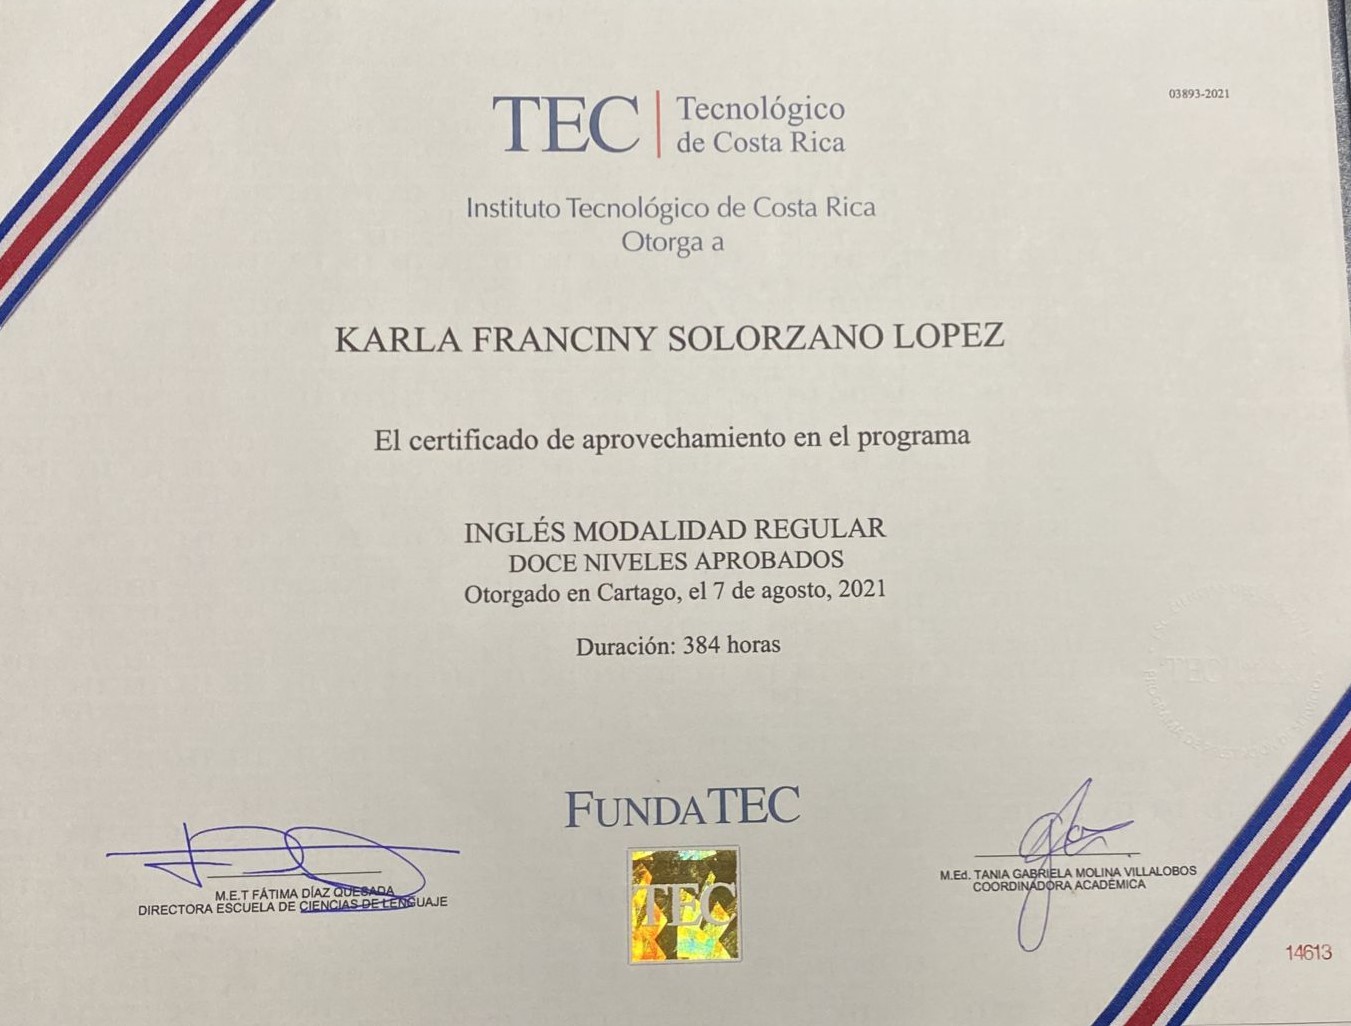 03893-2021
TEC | Tecnológico
de Costa Rica
Instituto Tecnológico de Costa Rica
Otorga a
KARLA FRANCINY SOLORZANO LOPEZ
El certificado de aprovechamiento en el programa
INGLÉS MODALIDAD REGULAR
DOCE NIVELES APROBADOS
Otorgado en Cartago, el 7 de agosto, 2021
Duración: 384 horas
TEC
FUNDATEC
M.E.T FÁTIMA DÍAZ QUESADA
DIRECTORA ESCUELA DE CIENCIAS DE LENGUAJE
TEC
M.Ed. TANIA GABRIELA MOLINA VILLALOBOS
COORDINADORA ACADÉMICA
14613